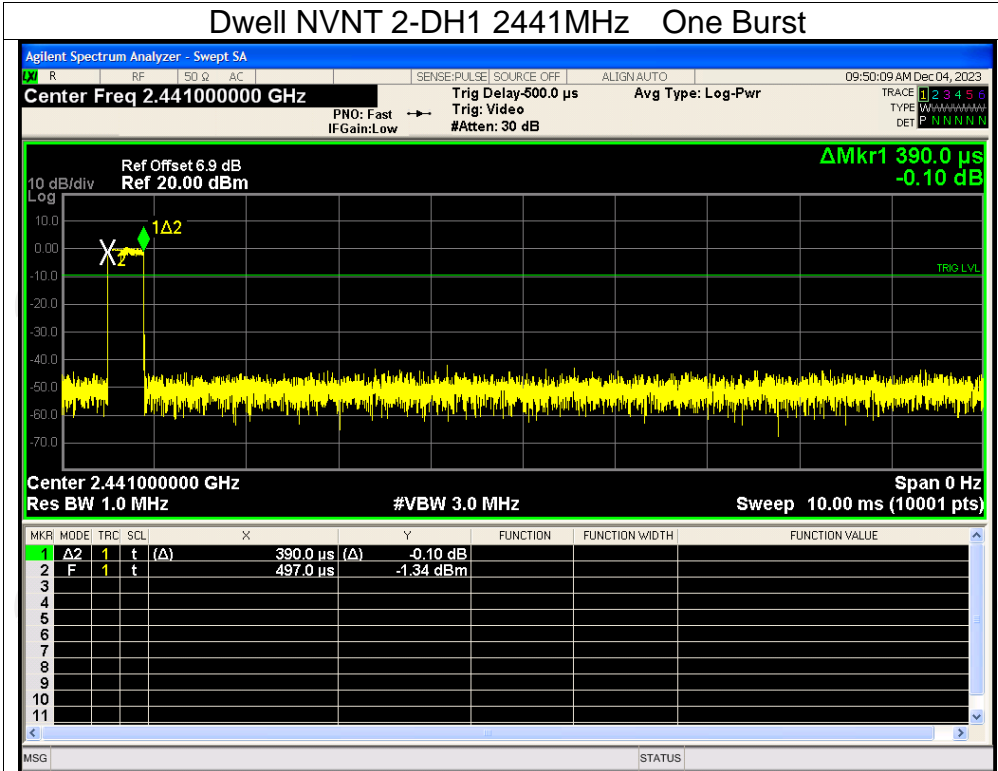 Dwell NVNT 2-DH1 2441MHz One Burst
Agilent Spectrum Analyzer - Swept SA
LXI R RF 50 Ω AC SENSE:PULSE SOURCE OFF ALIGN AUTO 09:50:09 AM Dec 04, 2023
Center Freq 2.441000000 GHz Trig Delay-500.0 µs Avg Type: Log-Pwr TRACE 1 2 3 4 5 6
PNO: Fast Trig: Video TYPE WWWWWW
IFGain:Low #Atten: 30 dB DET P N N N N N
ΔMkr1 390.0 µs
-0.10 dB
Ref Offset 6.9 dB
10 dB/div Ref 20.00 dBm
Log
10.0
1Δ2
0.00
2
TRIG LVL
-10.0
-20.0
-30.0
-40.0
-50.0
-60.0
-70.0
Center 2.441000000 GHz Span 0 Hz
Res BW 1.0 MHz #VBW 3.0 MHz Sweep 10.00 ms (10001 pts)
MKR MODE TRC SCL X Y FUNCTION FUNCTION WIDTH FUNCTION VALUE
1 Δ2 1 t (Δ) 390.0 µs (Δ) -0.10 dB
2 F 1 t 497.0 µs -1.34 dBm
3
4
5
6
7
8
9
10
11
MSG STATUS